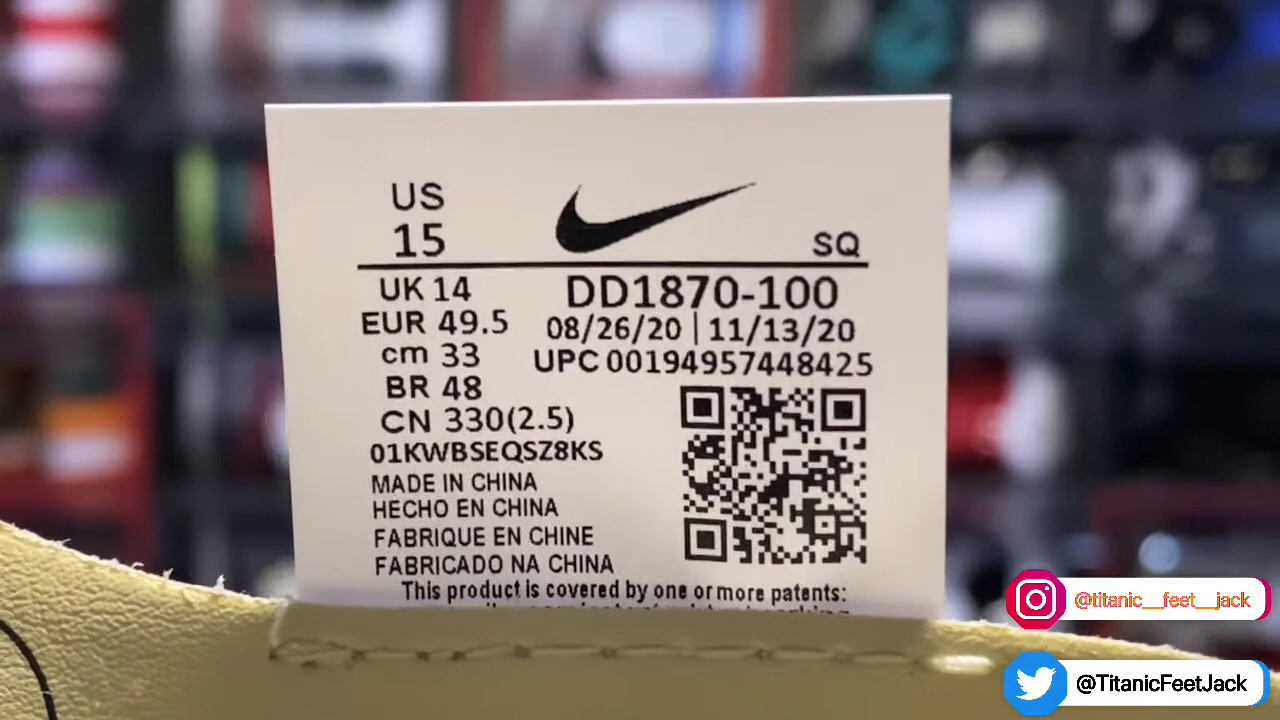 US
15
SQ
UK 14
EUR 49.5
cm 33
BR 48
CN 330(2.5)
01KWBSEQSZ8KS
DD1870-100
08/26/20 | 11/13/20
UPC 00194957448425
MADE IN CHINA
HECHO EN CHINA
FABRIQUE EN CHINE
FABRICADO NA CHINA
This product is covered by one or more patents:
@titanic__feet__jack
@TitanicFeetJack